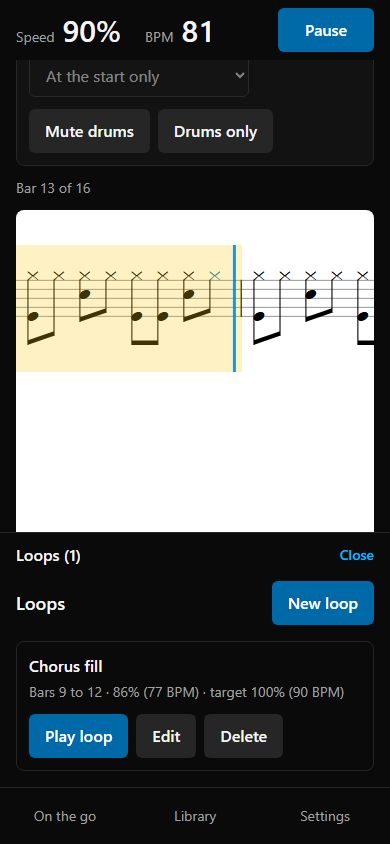 Speed 90% BPM 81 Pause
At the start only
Mute drums Drums only
Bar 13 of 16
Loops (1) Close
Loops New loop
Chorus fill
Bars 9 to 12 · 86% (77 BPM) · target 100% (90 BPM)
Play loop Edit Delete
On the go Library Settings